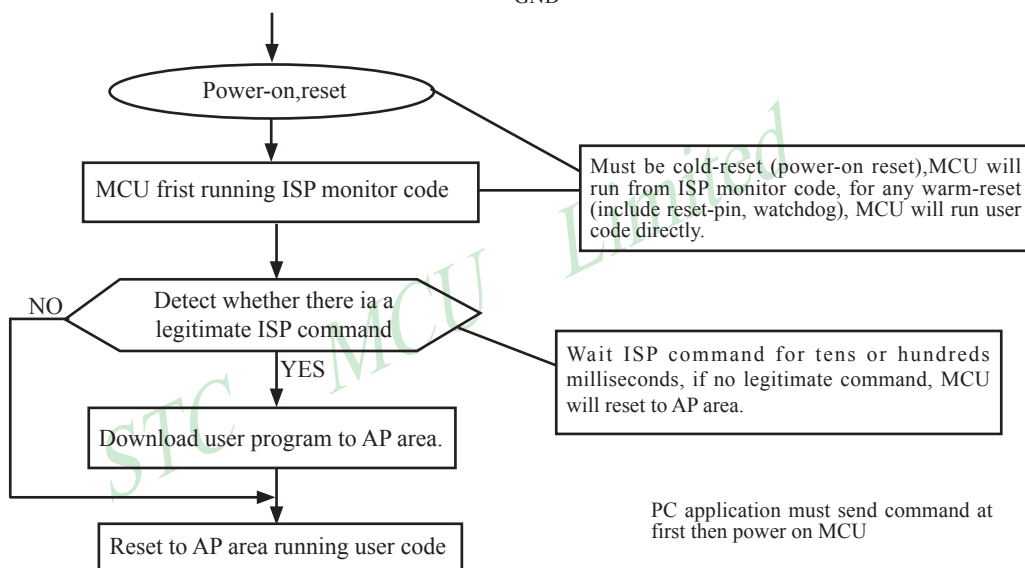 GND
Power-on,reset
MCU frist running ISP monitor code
Must be cold-reset (power-on reset),MCU will
run from ISP monitor code, for any warm-reset
(include reset-pin, watchdog), MCU will run user
code directly.
NO
Detect whether there ia a
legitimate ISP command
YES
Wait ISP command for tens or hundreds
milliseconds, if no legitimate command, MCU
will reset to AP area.
Download user program to AP area.
PC application must send command at
first then power on MCU
Reset to AP area running user code
STC MCU Limited